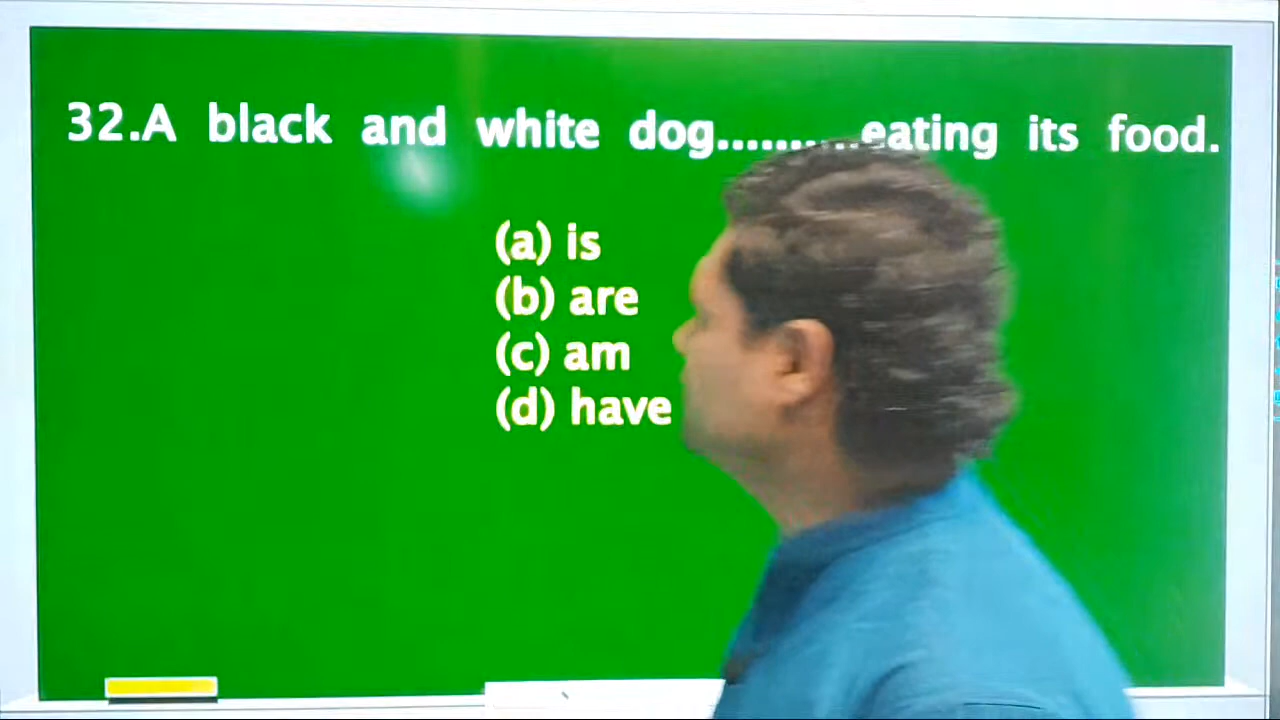 32.A black and white dog..........eating its food.
(a) is
(b) are
(c) am
(d) have